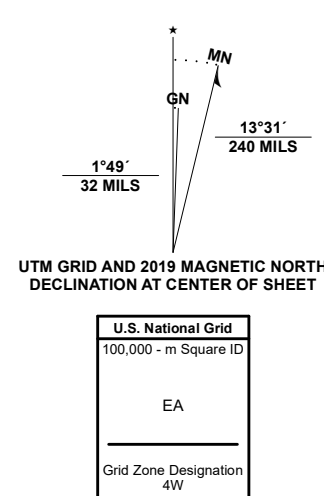 ★
MN
GN
13°31´
240 MILS
1°49´
32 MILS
UTM GRID AND 2019 MAGNETIC NORTH
DECLINATION AT CENTER OF SHEET
U.S. National Grid
100,000 - m Square ID
EA
Grid Zone Designation
4W